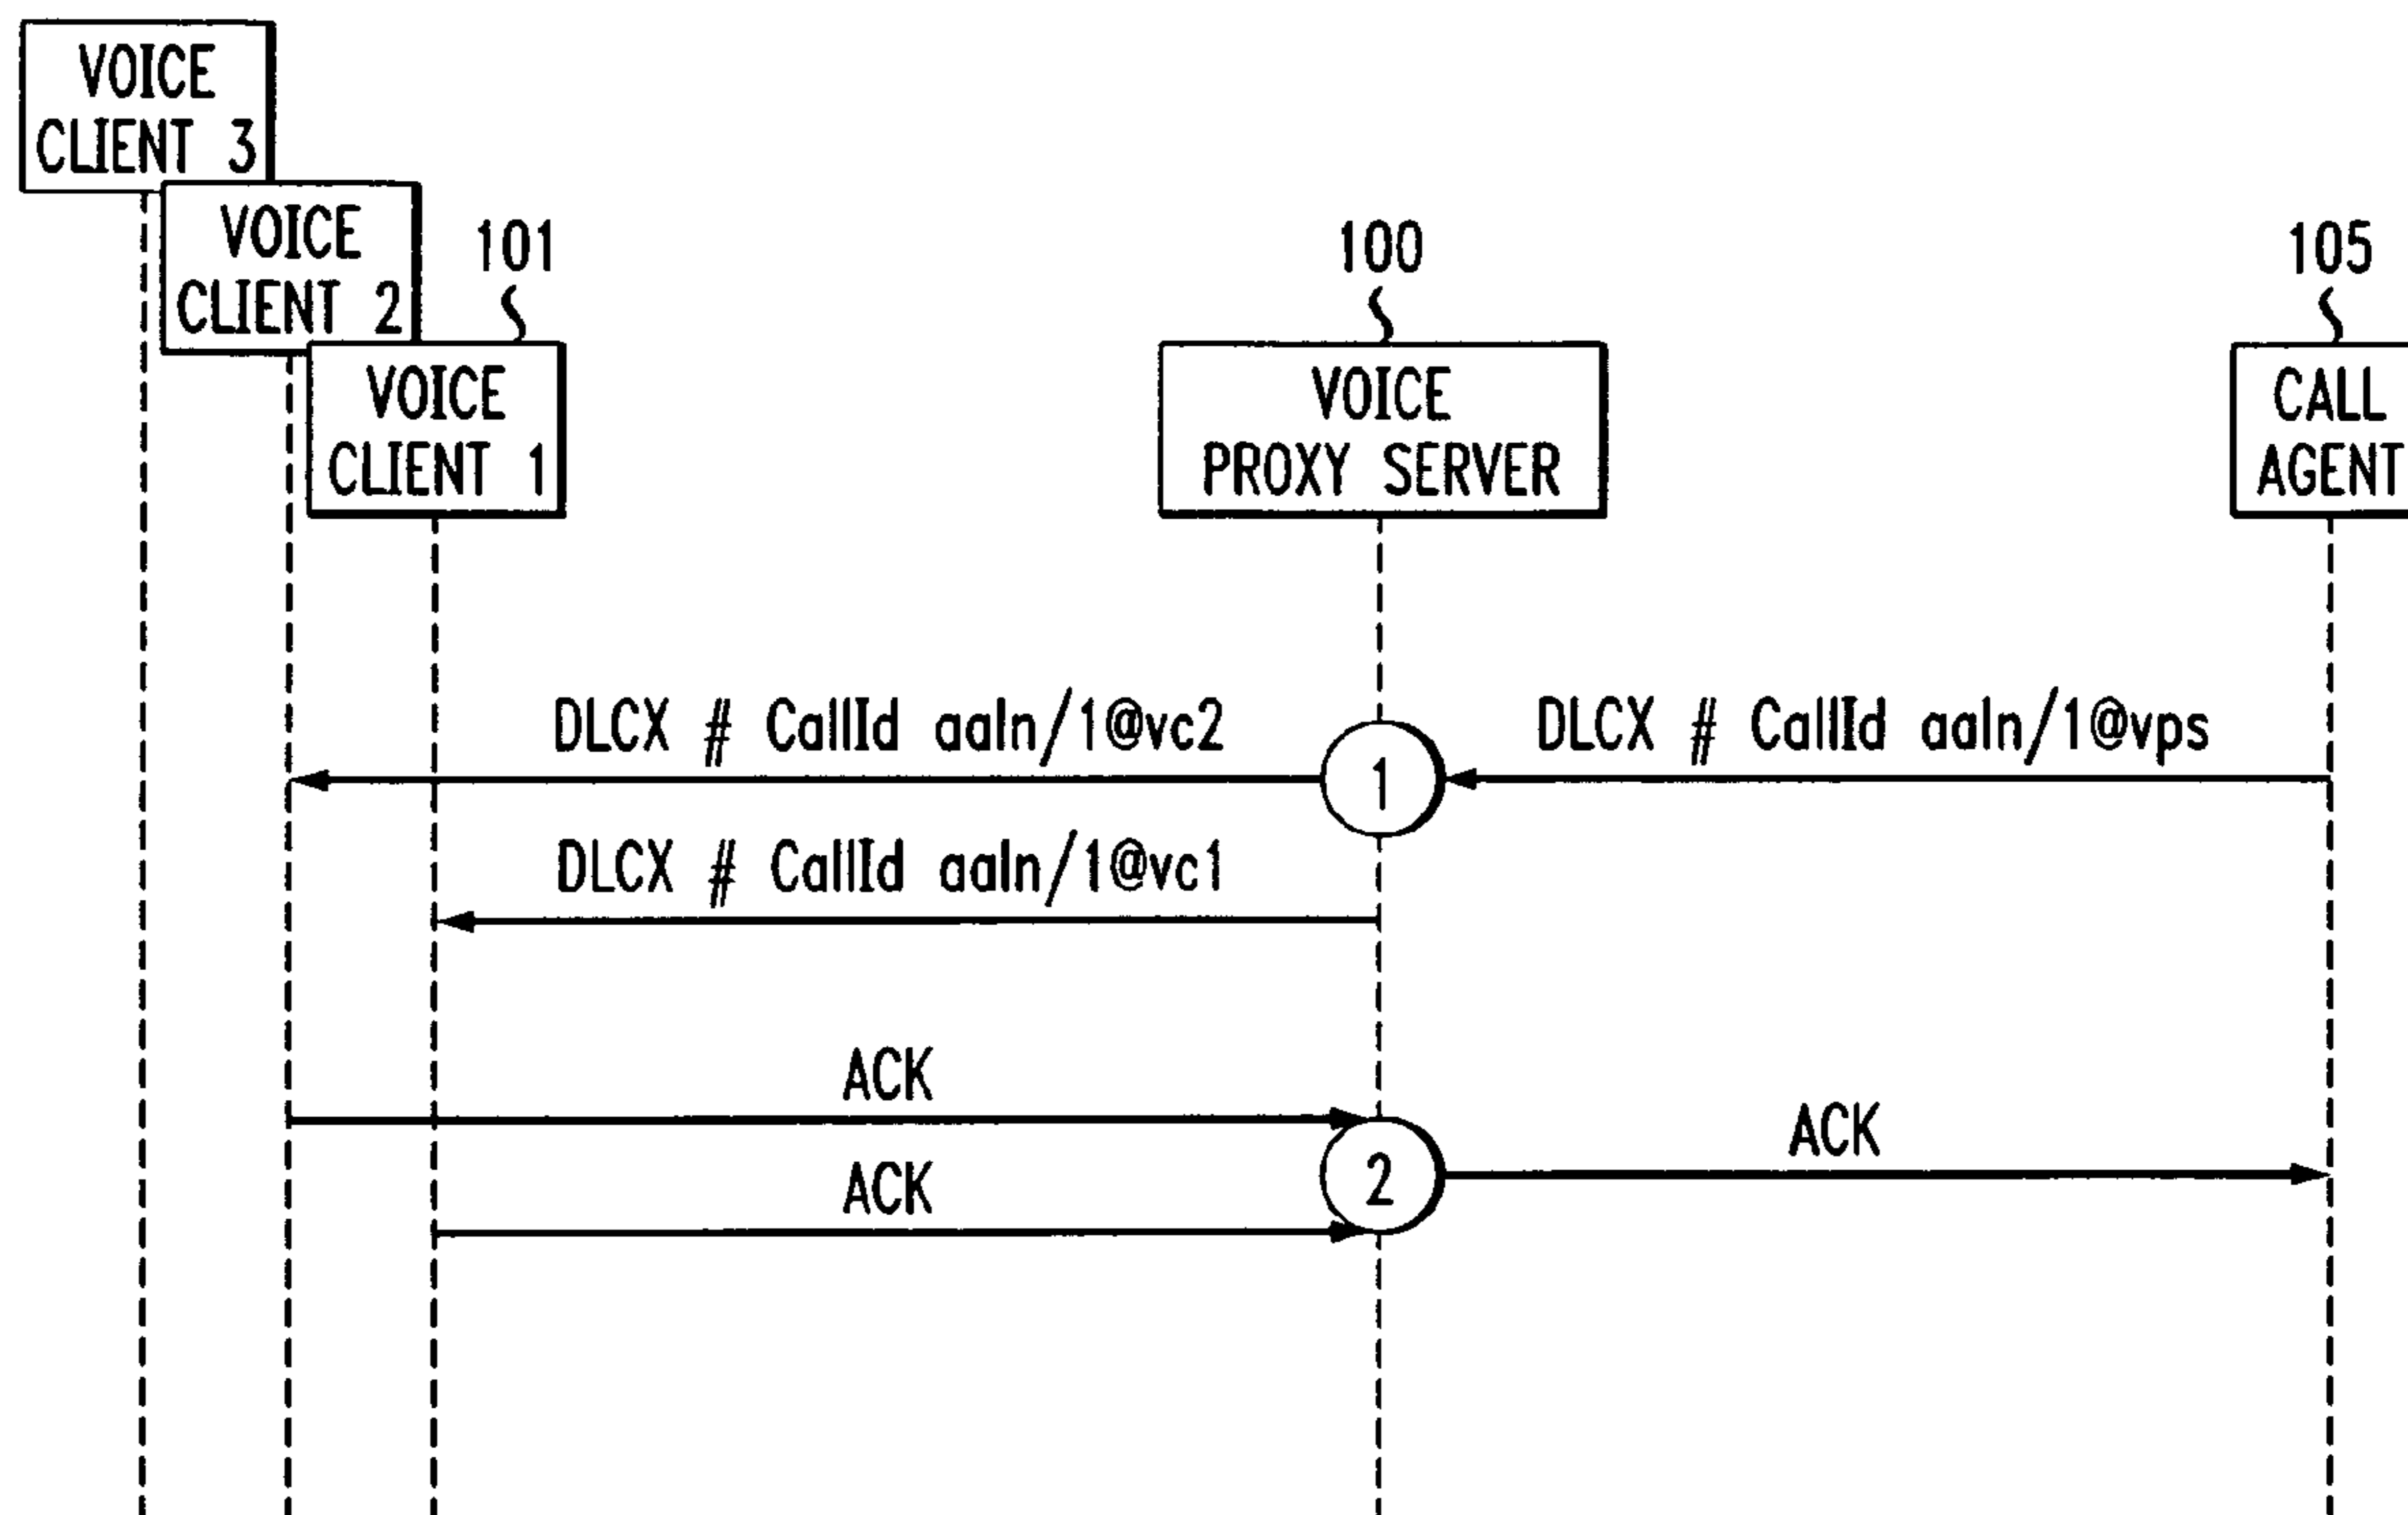 VOICE
CLIENT 3
VOICE
CLIENT 2
101
VOICE
CLIENT 1
100
VOICE
PROXY SERVER
105
CALL
AGENT
DLCX # CallId aaln/1@vc2
1
DLCX # CallId aaln/1@vps
DLCX # CallId aaln/1@vc1
ACK
ACK
2
ACK